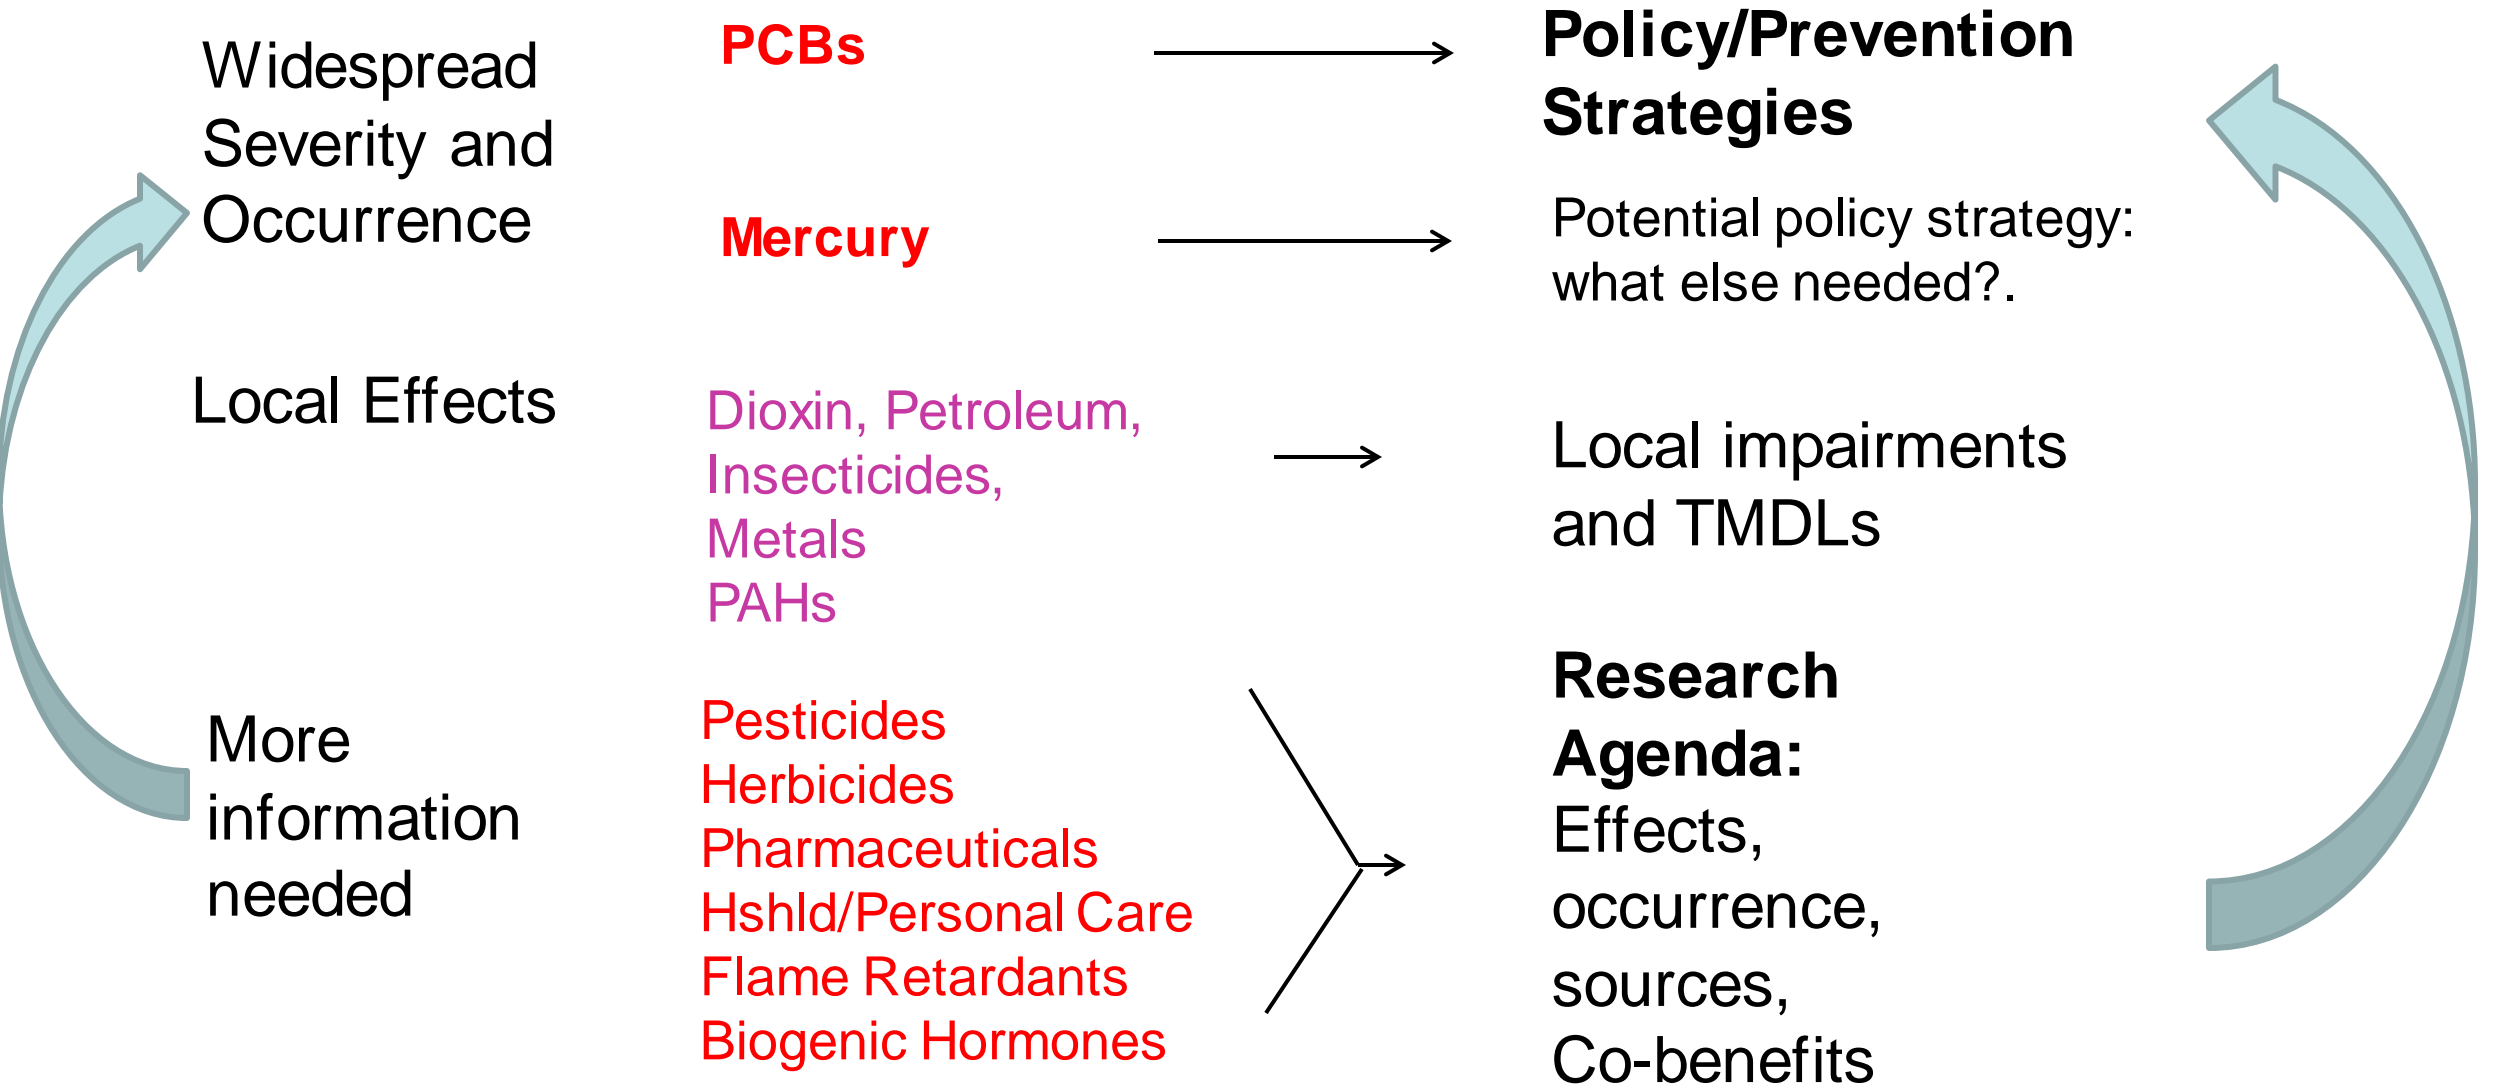 Widespread
Severity and
Occurrence
PCBs
Mercury
Policy/Prevention
Strategies
Potential policy strategy:
what else needed?.
Local Effects
Dioxin, Petroleum,
Insecticides,
Metals
PAHs
Local impairments
and TMDLs
More
information
needed
Pesticides
Herbicides
Pharmaceuticals
Hshld/Personal Care
Flame Retardants
Biogenic Hormones
Research
Agenda:
Effects,
occurrence,
sources,
Co-benefits